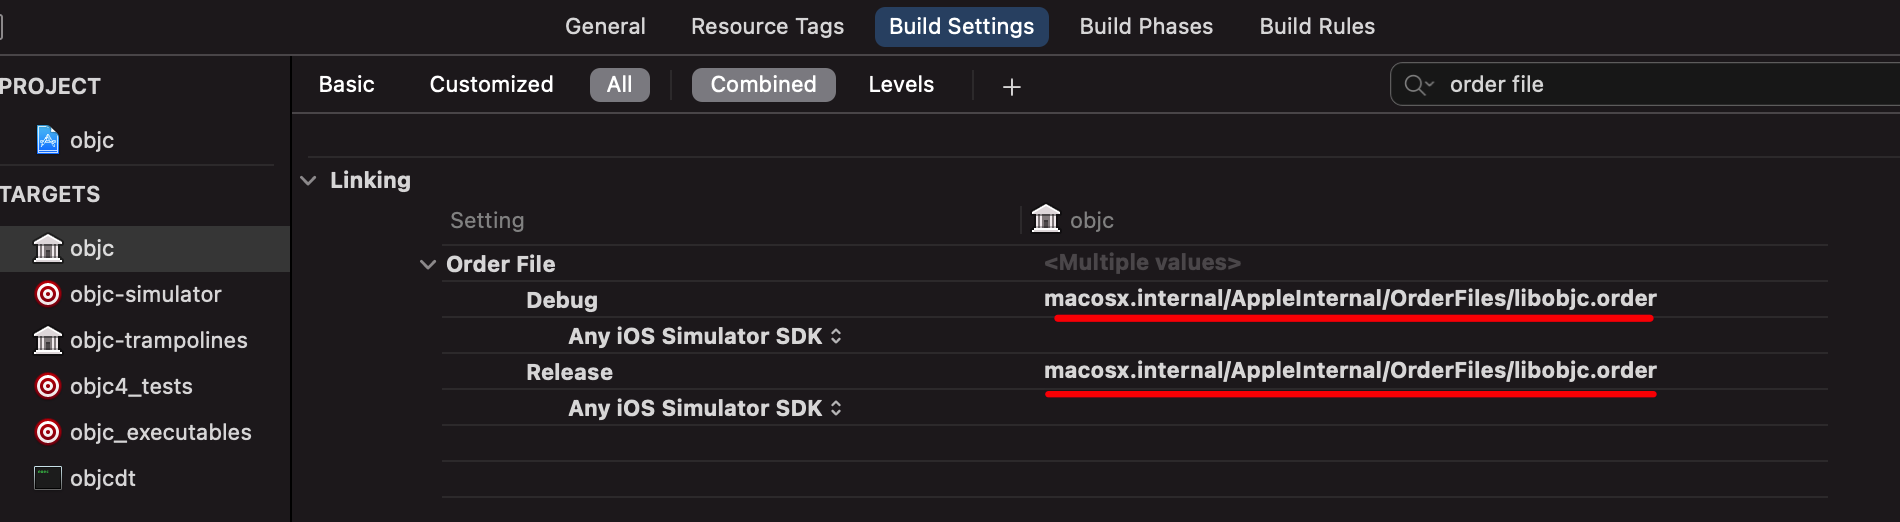 General Resource Tags Build Settings Build Phases Build Rules
PROJECT
Basic Customized All Combined Levels + order file
objc
Linking
TARGETS
Setting objc
objc
Order File <Multiple values>
objc-simulator
Debug macosx.internal/AppleInternal/OrderFiles/libobjc.order
objc-trampolines
Any iOS Simulator SDK
Release macosx.internal/AppleInternal/OrderFiles/libobjc.order
objc4_tests
Any iOS Simulator SDK
objc_executables
objcdt